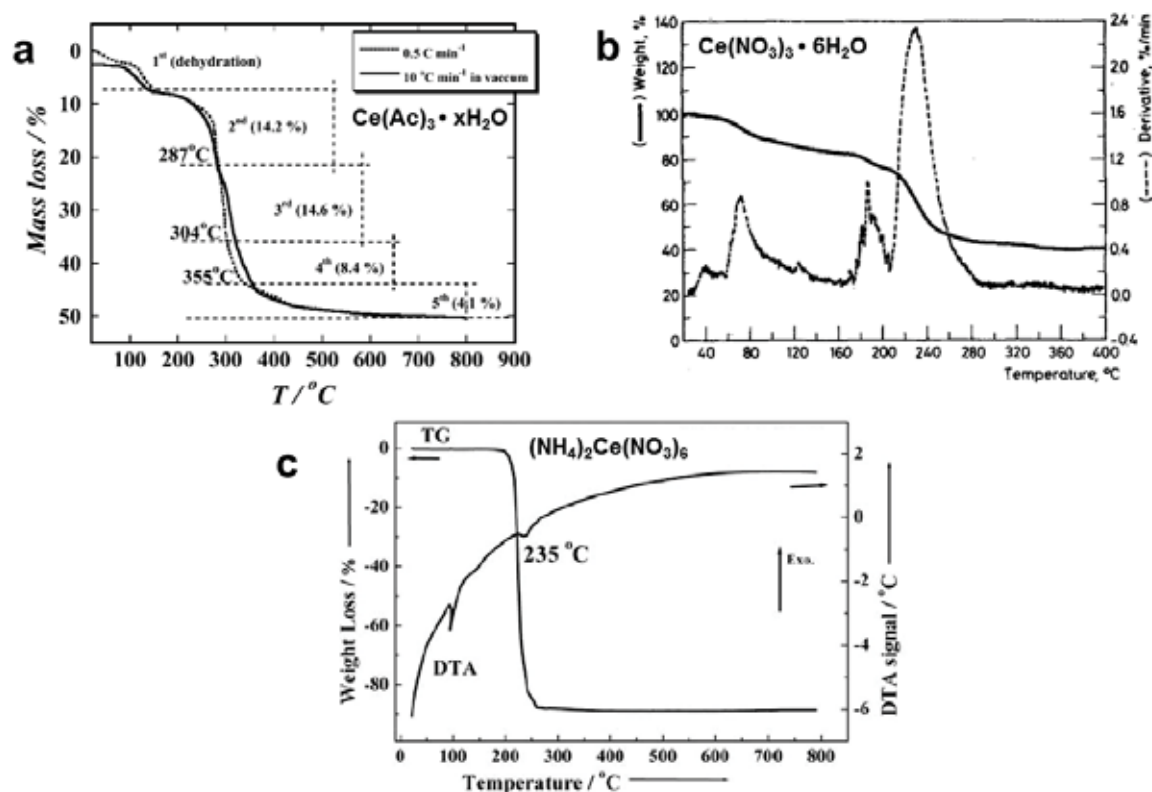 a
0.5 C min⁻¹
10 °C min⁻¹ in vaccum
Ce(Ac)₃ • xH₂O
1ˢᵗ (dehydration)
2ⁿᵈ (14.2 %)
287°C
3ʳᵈ (14.6 %)
304°C
4ᵗʰ (8.4 %)
355°C
5ᵗʰ (4.1 %)
Mass loss / %
0
10
20
30
40
50
100 200 300 400 500 600 700 800 900
T / °C
b
Ce(NO₃)₃ • 6H₂O
(——) Weight, %
140
120
100
80
60
40
20
0
2.4
2.0
1.6
1.2
0.8
0.4
0.0
-0.4
(----) Derivative, %/min
40 80 120 160 200 240 280 320 360 400
Temperature, °C
c
TG
(NH₄)₂Ce(NO₃)₆
235 °C
Exo.
DTA
Weight Loss / %
0
-20
-40
-60
-80
2
0
-2
-4
-6
DTA signal / °C
0 100 200 300 400 500 600 700 800
Temperature / °C